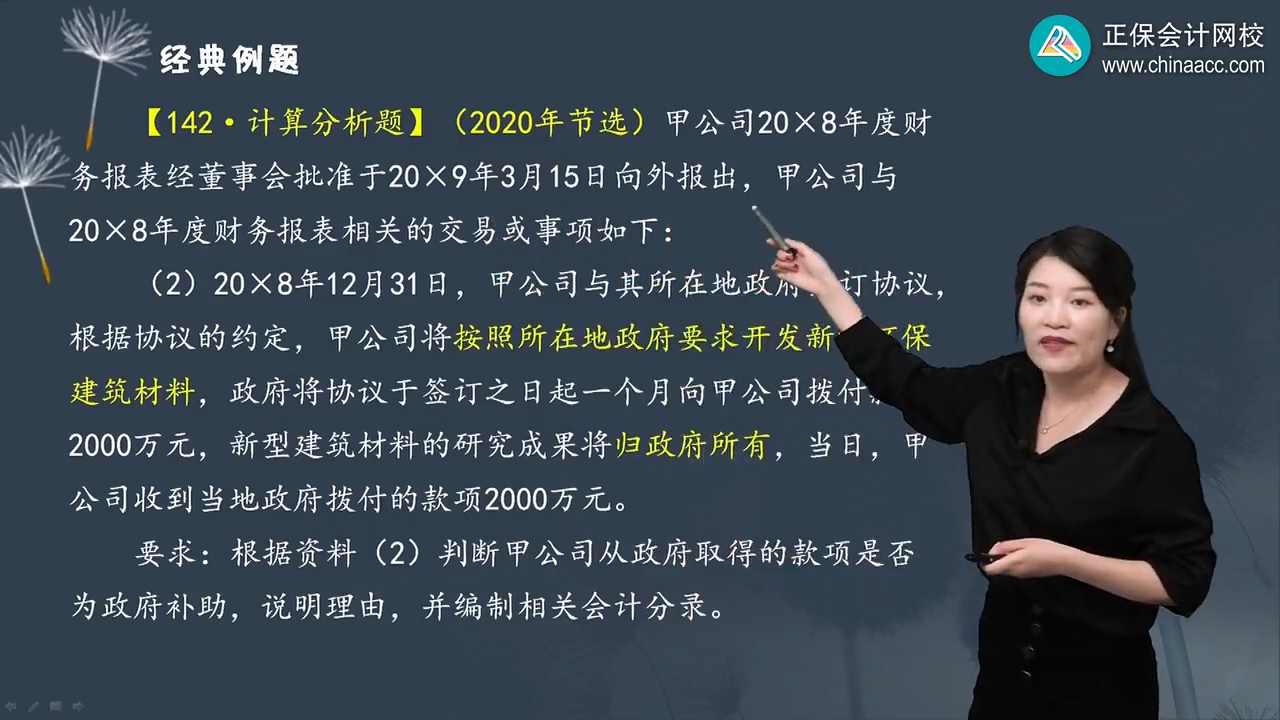 正保会计网校
www.chinaacc.com
经典例题
【142·计算分析题】（2020年节选）甲公司20×8年度财
务报表经董事会批准于20×9年3月15日向外报出，甲公司与
20×8年度财务报表相关的交易或事项如下：
（2）20×8年12月31日，甲公司与其所在地政府订协议，
根据协议的约定，甲公司将按照所在地政府要求开发新保
建筑材料，政府将协议于签订之日起一个月向甲公司拨付
2000万元，新型建筑材料的研究成果将归政府所有，当日，甲
公司收到当地政府拨付的款项2000万元。
要求：根据资料（2）判断甲公司从政府取得的款项是否
为政府补助，说明理由，并编制相关会计分录。